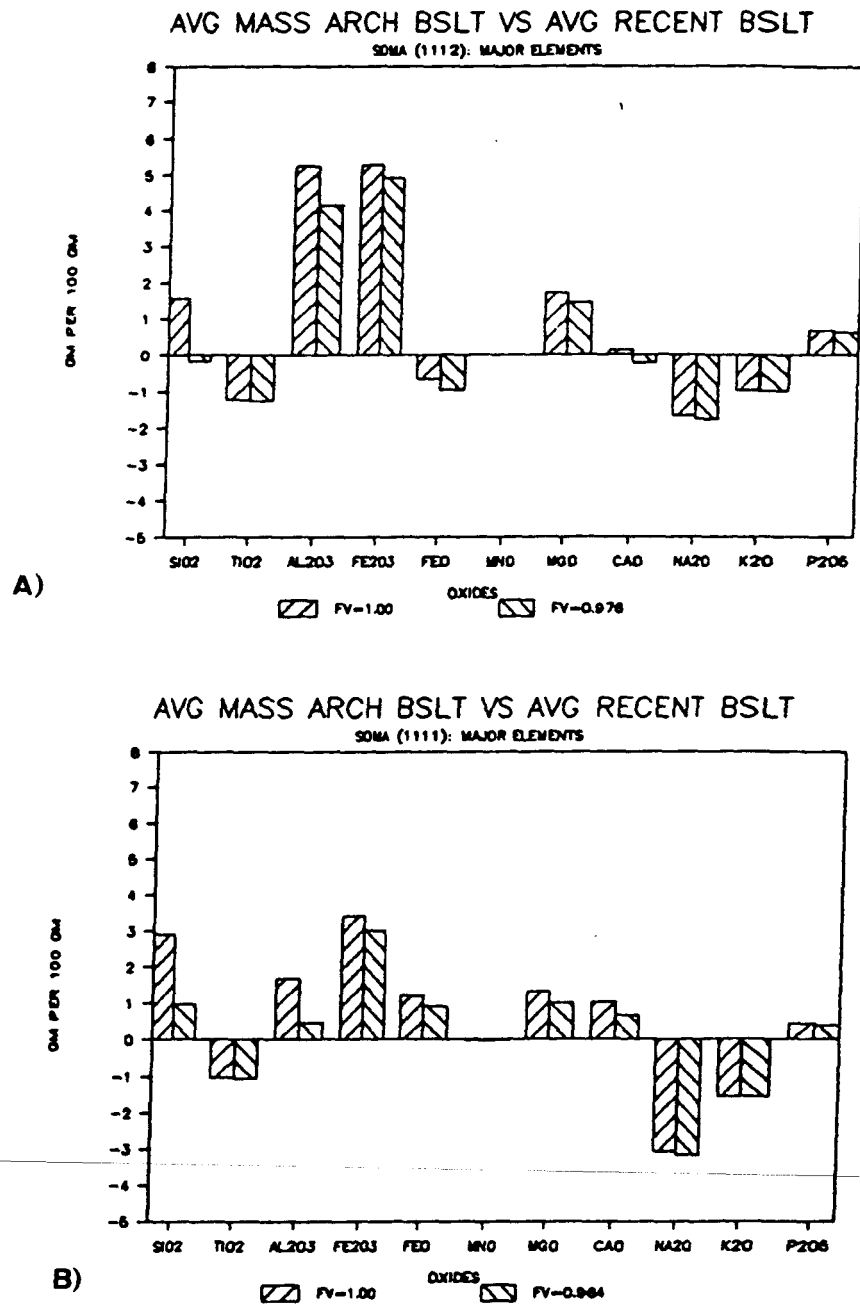 AVG MASS ARCH BSLT VS AVG RECENT BSLT
SOMA (1112): MAJOR ELEMENTS
8
7
6
5
4
3
2
1
0
-1
-2
-3
-4
-5
GM PER 100 GM
SIO2 TIO2 AL2O3 FE2O3 FEO MNO MGO CAO NA2O K2O P2O5
OXIDES
FV=1.00 FV=0.976
A)
AVG MASS ARCH BSLT VS AVG RECENT BSLT
SOMA (1111): MAJOR ELEMENTS
8
7
6
5
4
3
2
1
0
-1
-2
-3
-4
-5
GM PER 100 GM
SIO2 TIO2 AL2O3 FE2O3 FEO MNO MGO CAO NA2O K2O P2O5
OXIDES
FV=1.00 FV=0.964
B)